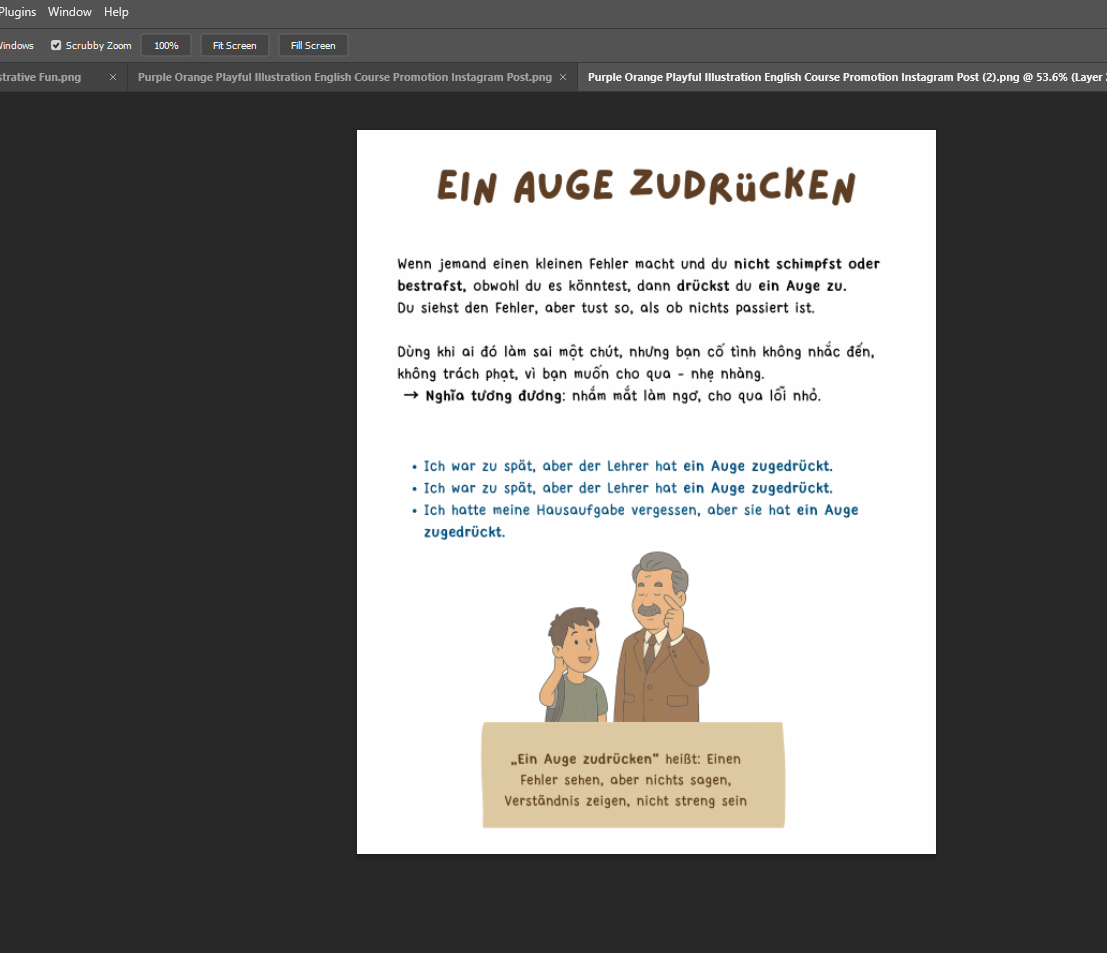 Plugins Window Help
Windows Scrubby Zoom 100% Fit Screen Fill Screen
strative Fun.png × Purple Orange Playful Illustration English Course Promotion Instagram Post.png × Purple Orange Playful Illustration English Course Promotion Instagram Post (2).png @ 53.6% (Layer
EIN AUGE ZUDRÜCKEN
Wenn jemand einen kleinen Fehler macht und du nicht schimpfst oder
bestrafst, obwohl du es könntest, dann drückst du ein Auge zu.
Du siehst den Fehler, aber tust so, als ob nichts passiert ist.
Dùng khi ai đó làm sai một chút, nhưng bạn cố tình không nhắc đến,
không trách phạt, vì bạn muốn cho qua - nhẹ nhàng.
→ Nghĩa tương đương: nhắm mắt làm ngơ, cho qua lỗi nhỏ.
• Ich war zu spät, aber der Lehrer hat ein Auge zugedrückt.
• Ich war zu spät, aber der Lehrer hat ein Auge zugedrückt.
• Ich hatte meine Hausaufgabe vergessen, aber sie hat ein Auge
zugedrückt.
„Ein Auge zudrücken“ heißt: Einen
Fehler sehen, aber nichts sagen,
Verständnis zeigen, nicht streng sein